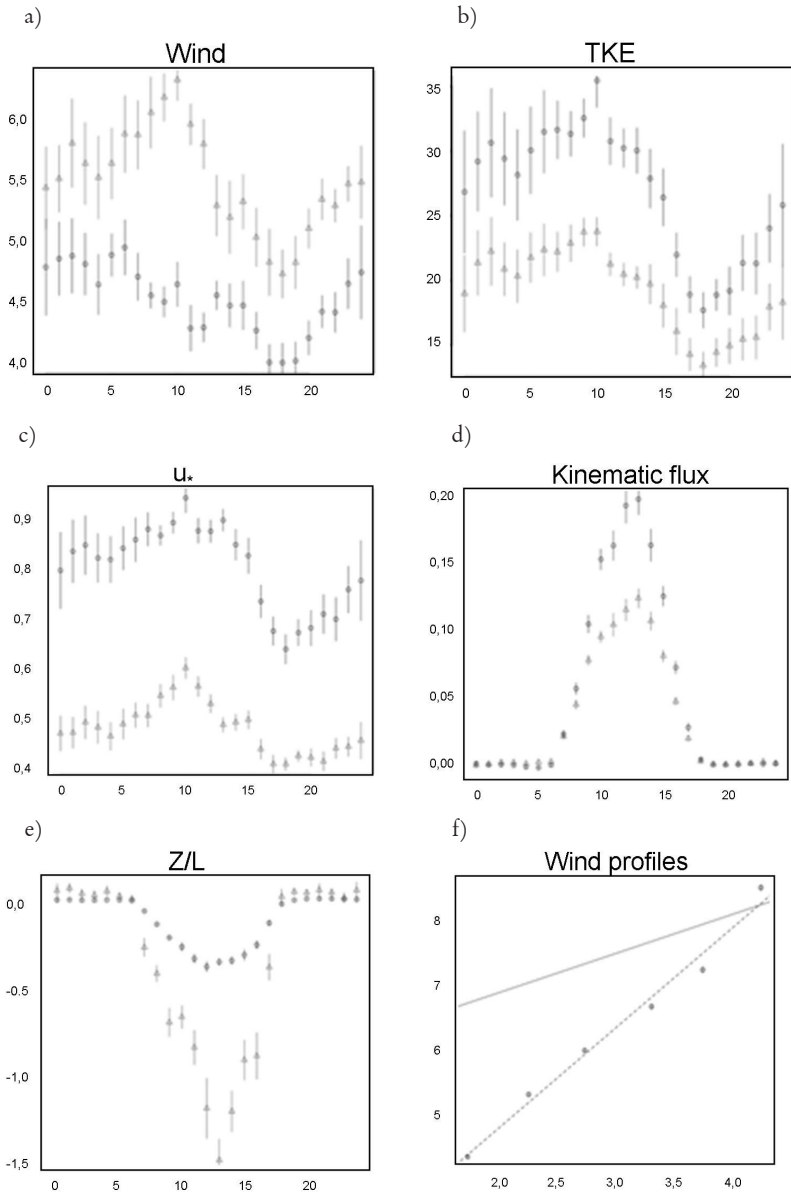 a)
Wind
6,0
5,5
5,0
4,5
4,0
0 5 10 15 20
b)
TKE
35
30
25
20
15
0 5 10 15 20
c)
u*
0,9
0,8
0,7
0,6
0,5
0,4
0 5 10 15 20
d)
Kinematic flux
0,20
0,15
0,10
0,05
0,00
0 5 10 15 20
e)
Z/L
0,0
-0,5
-1,0
-1,5
0 5 10 15 20
f)
Wind profiles
8
7
6
5
2,0 2,5 3,0 3,5 4,0